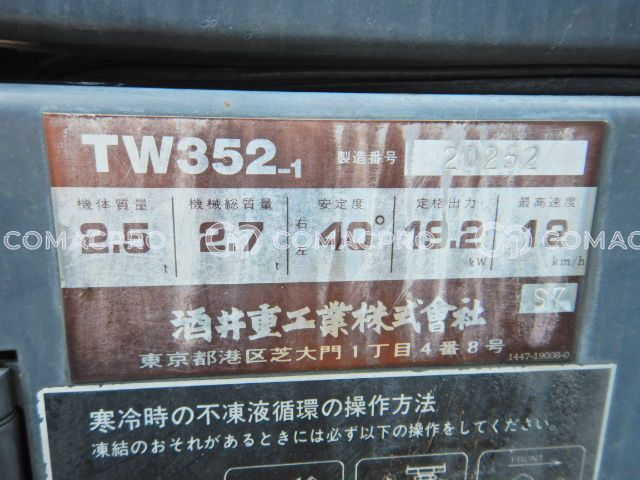 TW352-1 製造番号 20252
機体質量 機械総質量 安定度 定格出力 最高速度
2.5 t 2.7 t 右左 40° 19.2 kW 12 km/h
COMACPRO COMACPRO COMACPRO
SZ
酒井重工業株式會社
東京都港区芝大門1丁目4番8号 1447-19008-0
寒冷時の不凍液循環の操作方法
凍結のおそれがあるときには必ず以下の操作をしてください。
FRONT